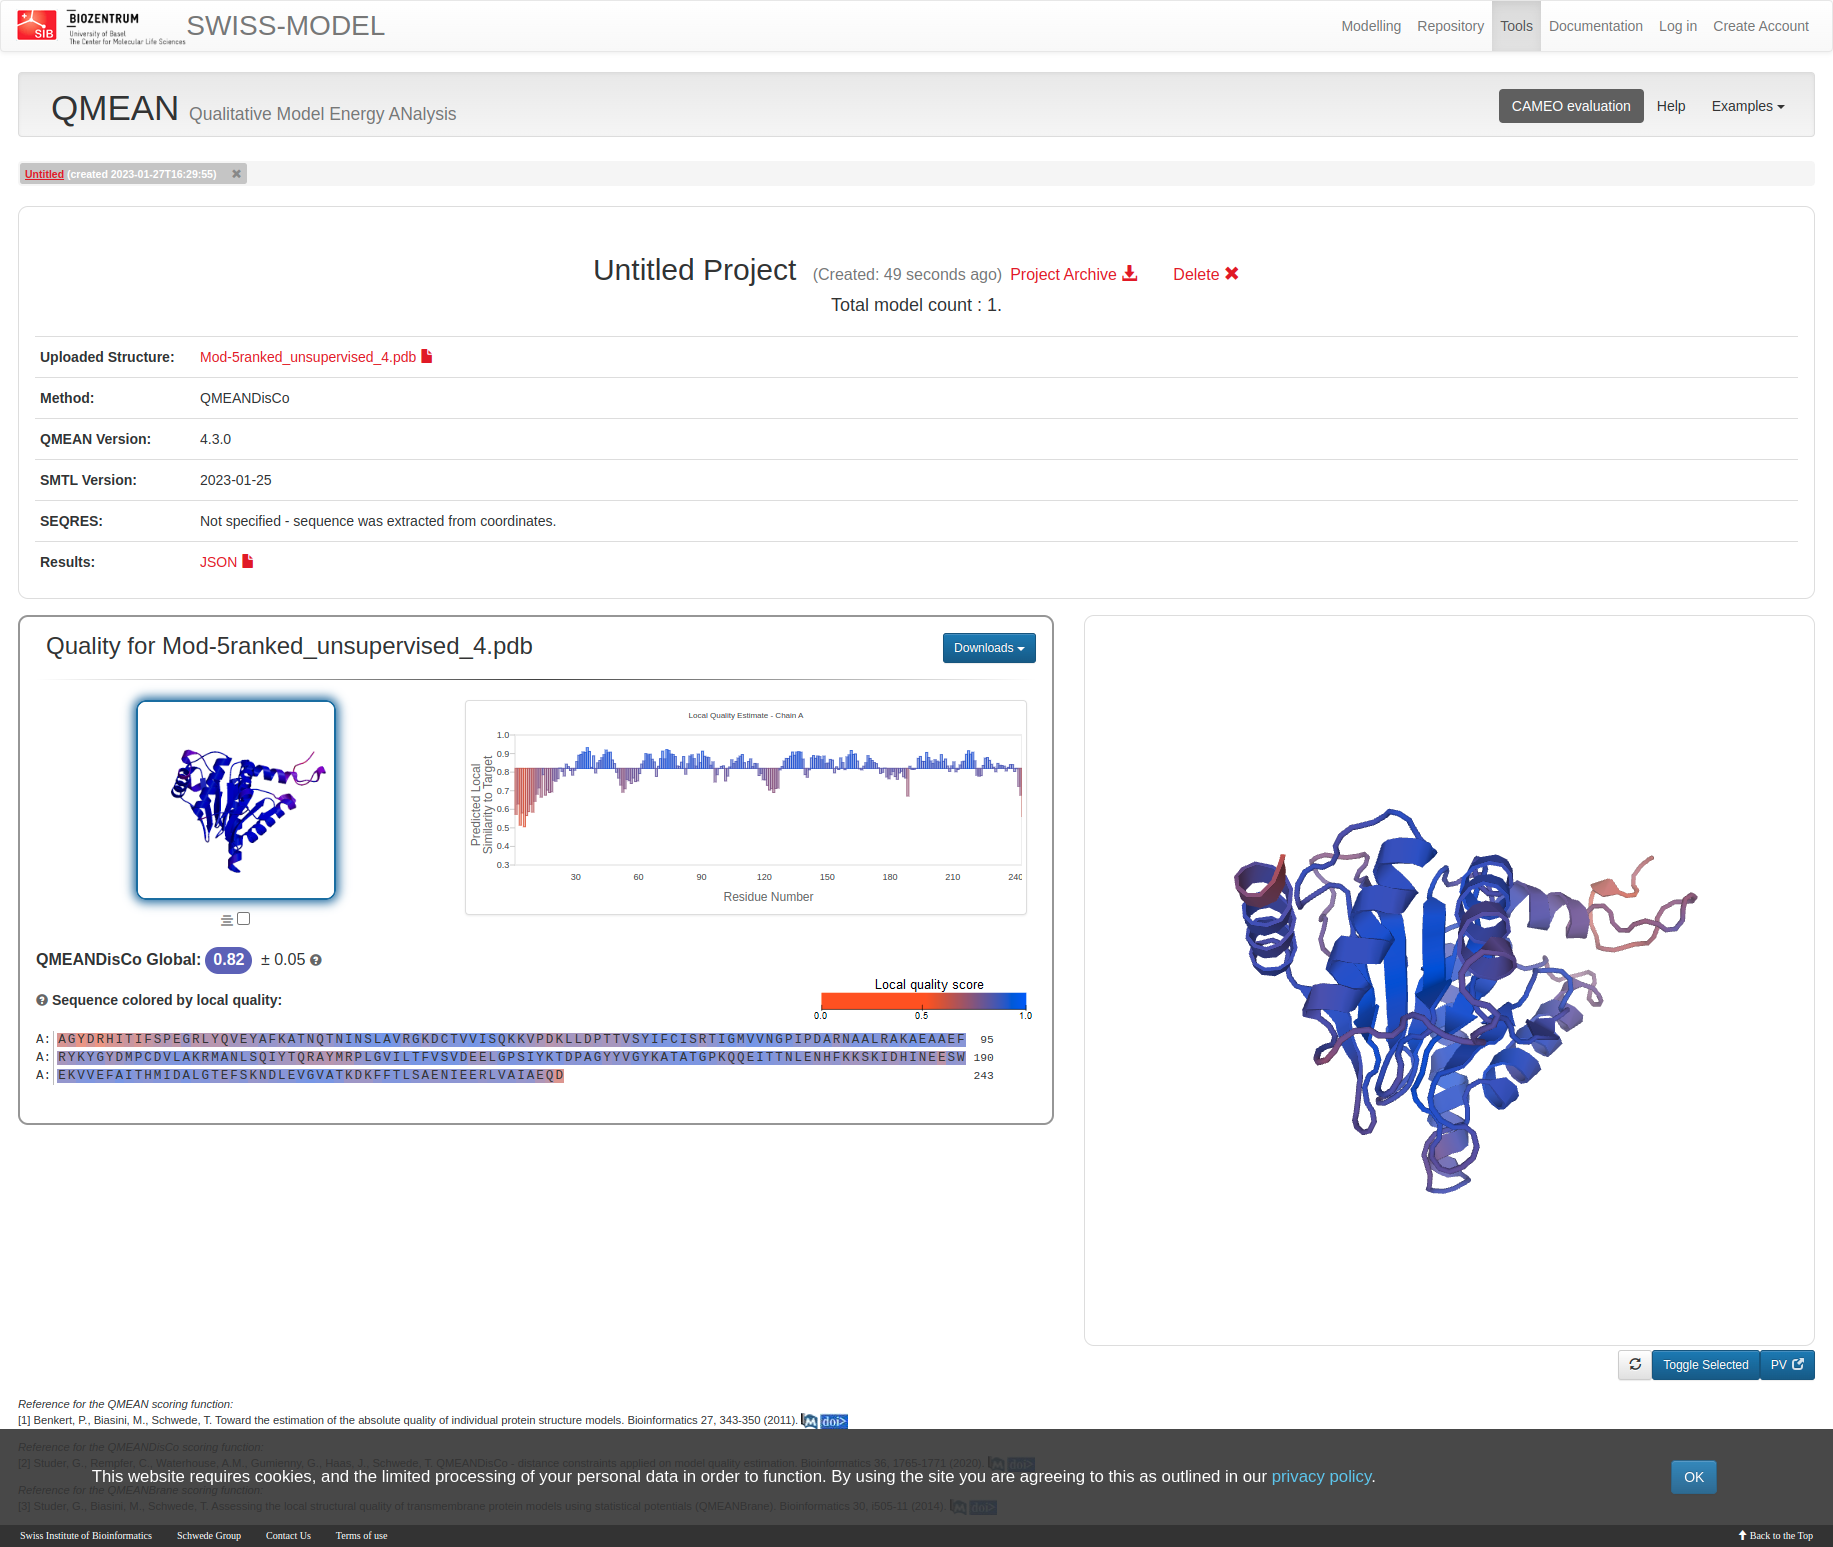 SIB
BIOZENTRUM
University of Basel
The Center for Molecular Life Sciences
SWISS-MODEL
Modelling Repository Tools Documentation Log in Create Account
QMEAN Qualitative Model Energy ANalysis
CAMEO evaluation Help Examples
Untitled (created 2023-01-27T16:29:55)
Untitled Project (Created: 49 seconds ago) Project Archive Delete
Total model count : 1.
Uploaded Structure: Mod-5ranked_unsupervised_4.pdb
Method: QMEANDisCo
QMEAN Version: 4.3.0
SMTL Version: 2023-01-25
SEQRES: Not specified - sequence was extracted from coordinates.
Results: JSON
Quality for Mod-5ranked_unsupervised_4.pdb
Downloads
Local Quality Estimate - Chain A
Predicted Local
Similarity to Target
1.0
0.9
0.8
0.7
0.6
0.5
0.4
0.3
30 60 90 120 150 180 210 240
Residue Number
QMEANDisCo Global: 0.82 ± 0.05
Sequence colored by local quality:
Local quality score
0.0 0.5 1.0
A: AGYDRHITIFSPEGRLYQVEYAFKATNQTNINSLAVRGKDCTVVISQKKVPDKLLDPTTVSYIFCISRTIGMVVNGPIPDARNAALRAKAEAAEF 95
A: RYKYGYDMPCDVLAKRMANLSQIYTQRAYMRPLGVILTFVSVDEELGPSIYKTDPAGYYVGYKATATGPKQQEITTNLENHFKKSKIDHINEESW 190
A: EKVVEFAITHMIDALGTEFSKNDLEVGVATKDKFFTLSAENIEERLVAIAEQD 243
Toggle Selected PV
Reference for the QMEAN scoring function:
[1] Benkert, P., Biasini, M., Schwede, T. Toward the estimation of the absolute quality of individual protein structure models. Bioinformatics 27, 343-350 (2011). M doi>
Reference for the QMEANDisCo scoring function:
[2] Studer, G., Rempfer, C., Waterhouse, A.M., Gumienny, G., Haas, J., Schwede, T. QMEANDisCo - distance constraints applied on model quality estimation. Bioinformatics 36, 1765-1771 (2020). M doi>
This website requires cookies, and the limited processing of your personal data in order to function. By using the site you are agreeing to this as outlined in our privacy policy.
OK
Reference for the QMEANBrane scoring function:
[3] Studer, G., Biasini, M., Schwede, T. Assessing the local structural quality of transmembrane protein models using statistical potentials (QMEANBrane). Bioinformatics 30, i505-11 (2014). M doi>
Swiss Institute of Bioinformatics Schwede Group Contact Us Terms of use Back to the Top